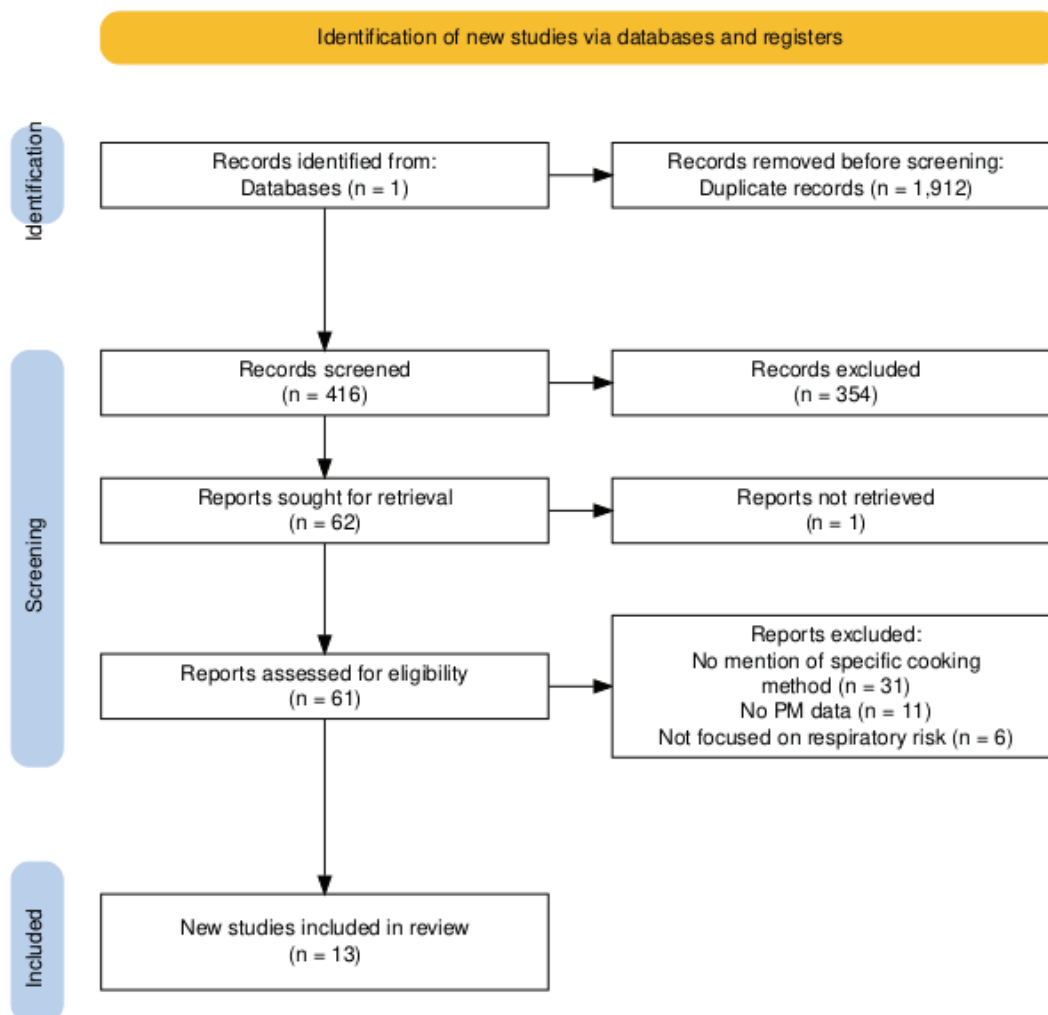 Identification of new studies via databases and registers
Identification
Records identified from:
Databases (n = 1)
Records removed before screening:
Duplicate records (n = 1,912)
Screening
Records screened
(n = 416)
Records excluded
(n = 354)
Reports sought for retrieval
(n = 62)
Reports not retrieved
(n = 1)
Reports assessed for eligibility
(n = 61)
Reports excluded:
No mention of specific cooking
method (n = 31)
No PM data (n = 11)
Not focused on respiratory risk (n = 6)
Included
New studies included in review
(n = 13)